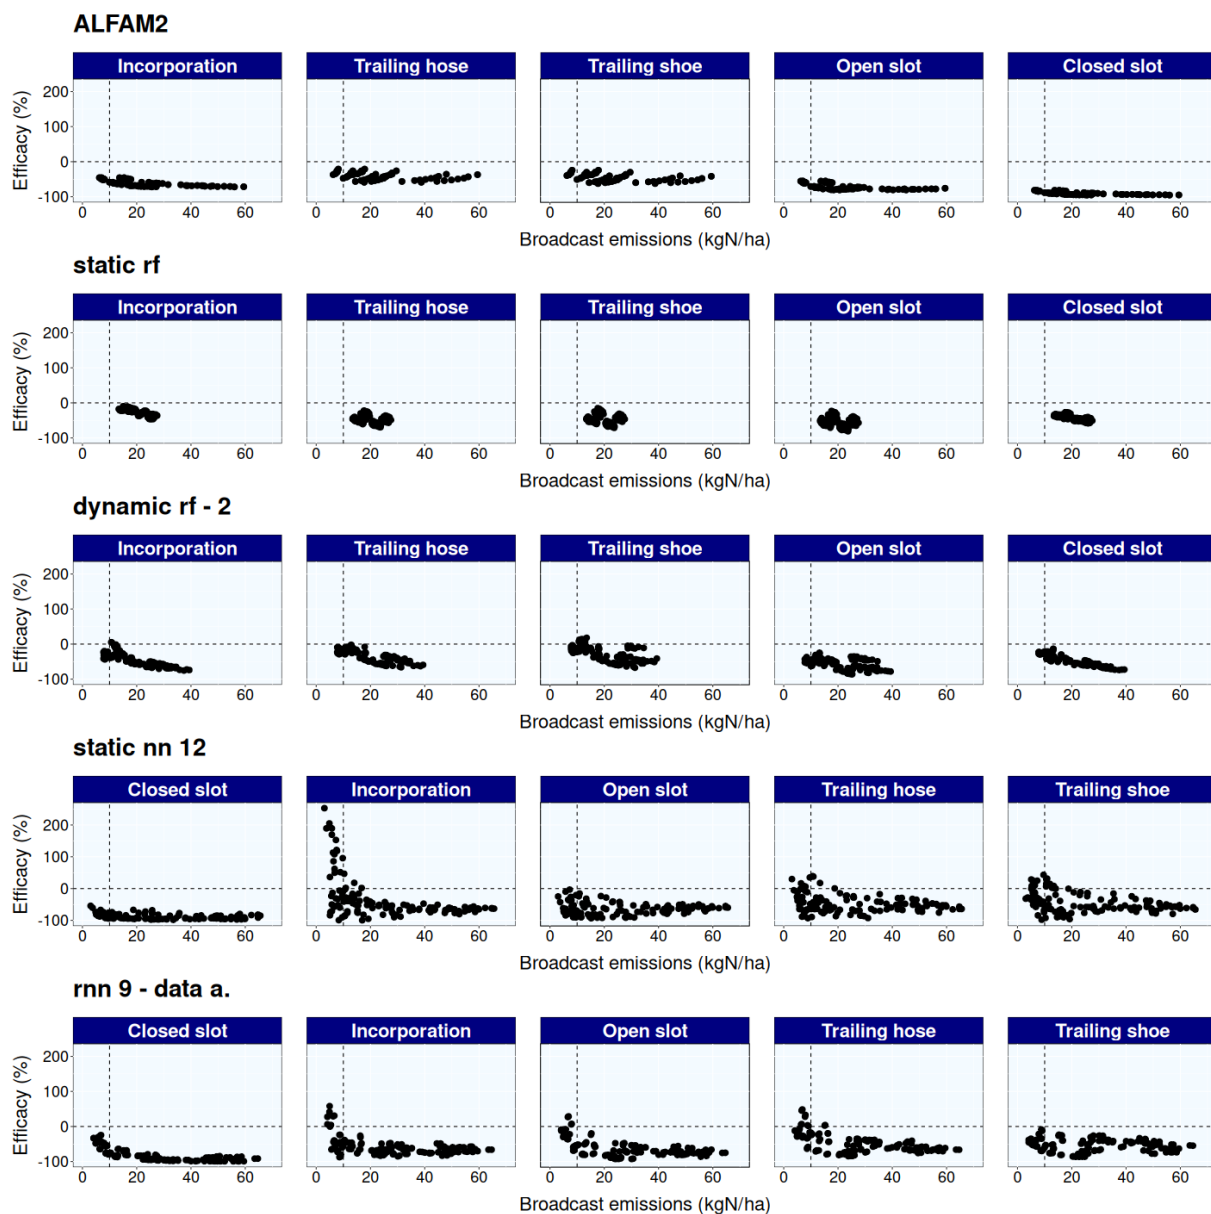 ALFAM2
Incorporation Trailing hose Trailing shoe Open slot Closed slot
Efficacy (%)
200
100
0
-100
0 20 40 60 0 20 40 60 0 20 40 60 0 20 40 60 0 20 40 60
Broadcast emissions (kgN/ha)
static rf
Incorporation Trailing hose Trailing shoe Open slot Closed slot
Efficacy (%)
200
100
0
-100
0 20 40 60 0 20 40 60 0 20 40 60 0 20 40 60 0 20 40 60
Broadcast emissions (kgN/ha)
dynamic rf - 2
Incorporation Trailing hose Trailing shoe Open slot Closed slot
Efficacy (%)
200
100
0
-100
0 20 40 60 0 20 40 60 0 20 40 60 0 20 40 60 0 20 40 60
Broadcast emissions (kgN/ha)
static nn 12
Closed slot Incorporation Open slot Trailing hose Trailing shoe
Efficacy (%)
200
100
0
-100
0 20 40 60 0 20 40 60 0 20 40 60 0 20 40 60 0 20 40 60
Broadcast emissions (kgN/ha)
rnn 9 - data a.
Closed slot Incorporation Open slot Trailing hose Trailing shoe
Efficacy (%)
200
100
0
-100
0 20 40 60 0 20 40 60 0 20 40 60 0 20 40 60 0 20 40 60
Broadcast emissions (kgN/ha)